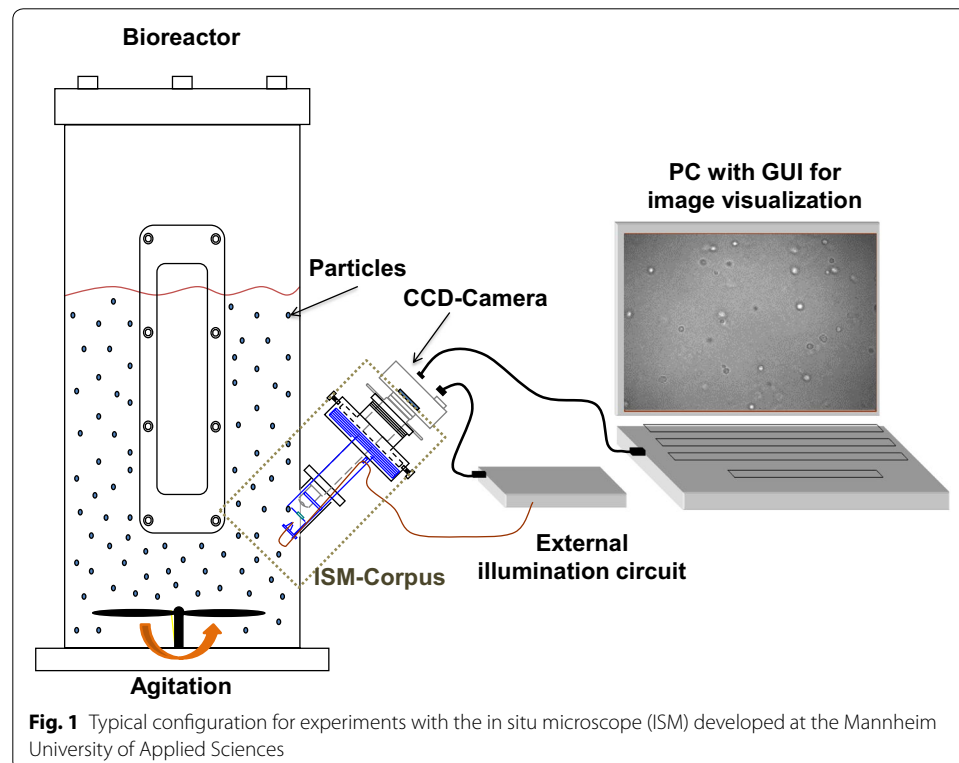 Bioreactor
PC with GUI for
image visualization
Particles
CCD-Camera
ISM-Corpus
External
illumination circuit
Agitation
Fig. 1 Typical configuration for experiments with the in situ microscope (ISM) developed at the Mannheim
University of Applied Sciences